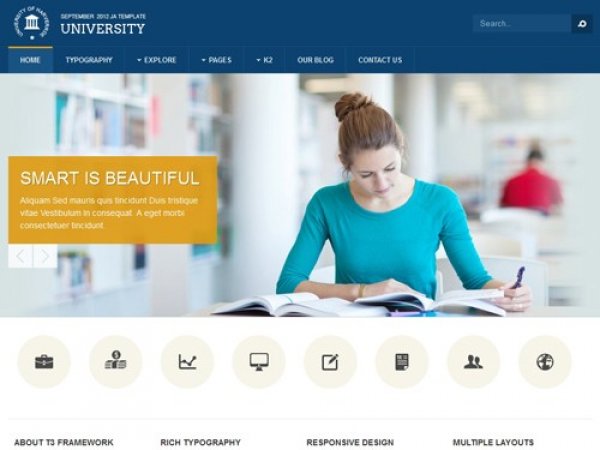 UNIVERSITY OF HARVERSON
SEPTEMBER 2012 JA TEMPLATE
UNIVERSITY
Search...
HOME TYPOGRAPHY EXPLORE PAGES K2 OUR BLOG CONTACT US
SMART IS BEAUTIFUL
Aliquam Sed mauris quis tincidunt Duis tristique
vitae Vestibulum in consequat. A eget morbi
consectetuer tincidunt.
ABOUT T3 FRAMEWORK RICH TYPOGRAPHY RESPONSIVE DESIGN MULTIPLE LAYOUTS